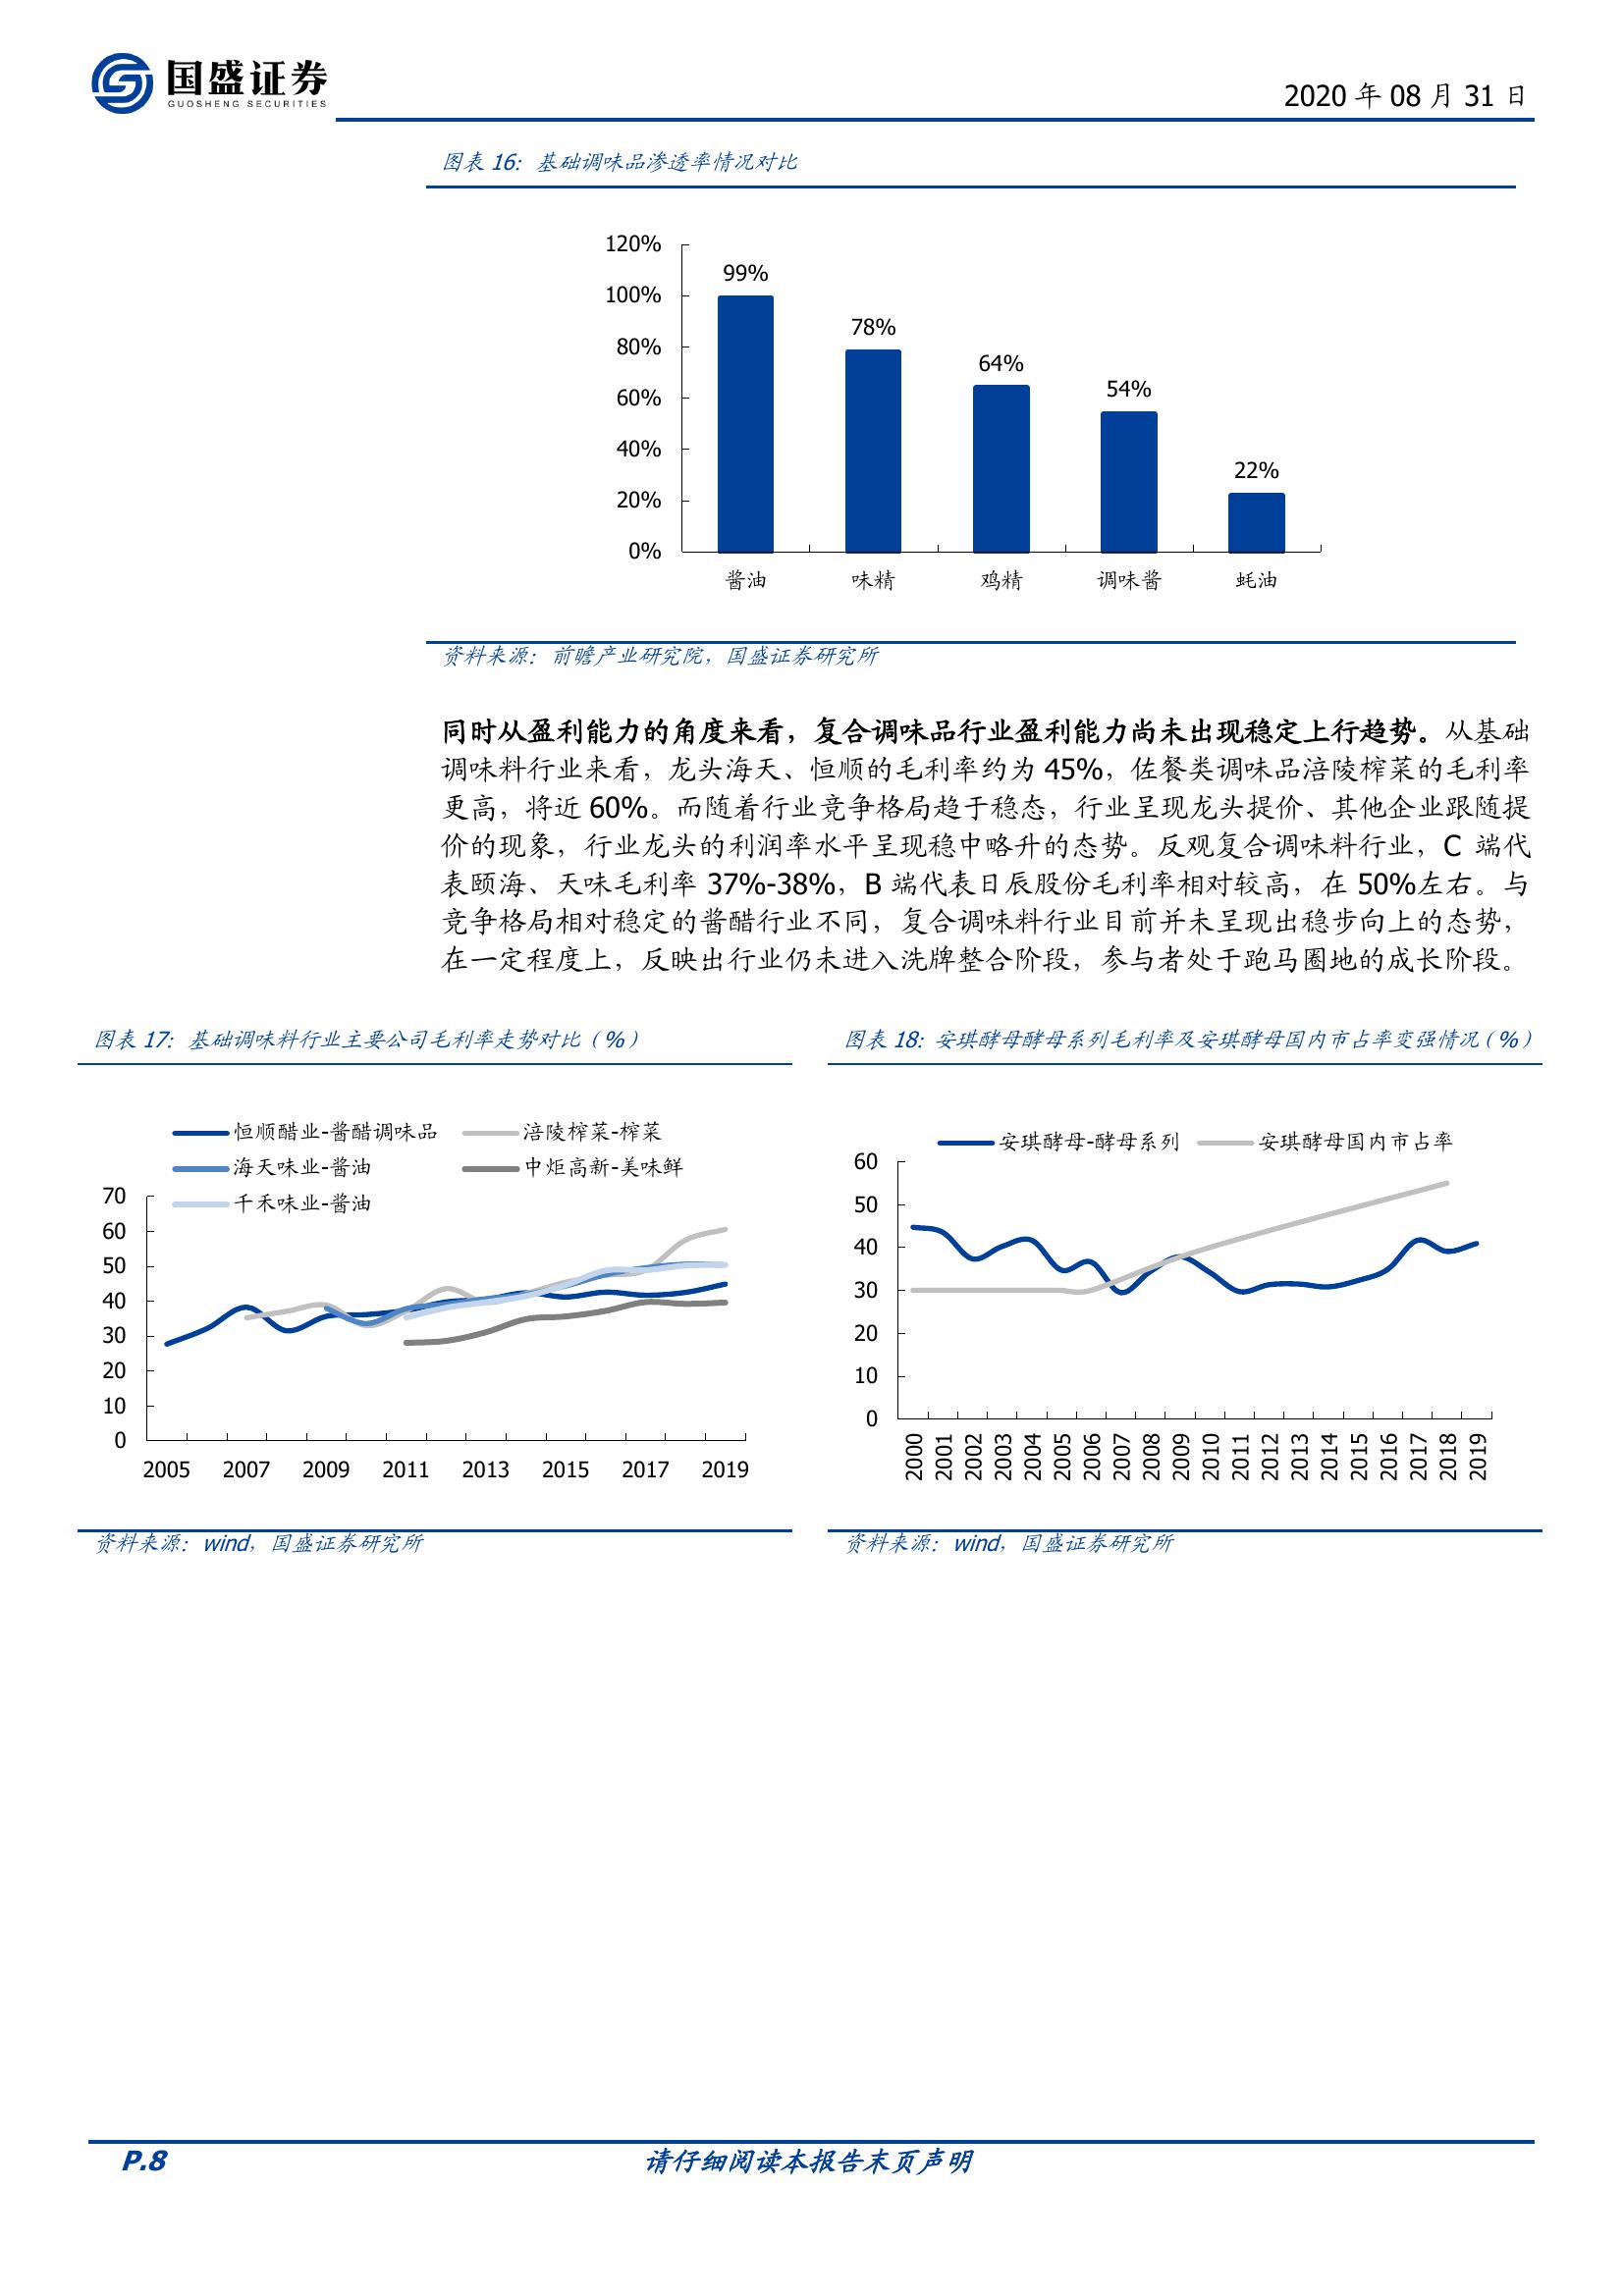 国盛证券
GUOSHENG SECURITIES
2020 年 08 月 31 日
图表 16：基础调味品渗透率情况对比
120%
100%
80%
60%
40%
20%
0%
99%
78%
64%
54%
22%
酱油 味精 鸡精 调味酱 蚝油
资料来源：前瞻产业研究院，国盛证券研究所
同时从盈利能力的角度来看，复合调味品行业盈利能力尚未出现稳定上行趋势。从基础
调味料行业来看，龙头海天、恒顺的毛利率约为 45%，佐餐类调味品涪陵榨菜的毛利率
更高，将近 60%。而随着行业竞争格局趋于稳态，行业呈现龙头提价、其他企业跟随提
价的现象，行业龙头的利润率水平呈现稳中略升的态势。反观复合调味料行业，C 端代
表颐海、天味毛利率 37%-38%，B 端代表日辰股份毛利率相对较高，在 50%左右。与
竞争格局相对稳定的酱醋行业不同，复合调味料行业目前并未呈现出稳步向上的态势，
在一定程度上，反映出行业仍未进入洗牌整合阶段，参与者处于跑马圈地的成长阶段。
图表 17：基础调味料行业主要公司毛利率走势对比（%）
恒顺醋业-酱醋调味品 涪陵榨菜-榨菜
海天味业-酱油 中炬高新-美味鲜
千禾味业-酱油
70
60
50
40
30
20
10
0
2005 2007 2009 2011 2013 2015 2017 2019
资料来源：wind，国盛证券研究所
图表 18：安琪酵母酵母系列毛利率及安琪酵母国内市占率变强情况（%）
安琪酵母-酵母系列 安琪酵母国内市占率
60
50
40
30
20
10
0
2000 2001 2002 2003 2004 2005 2006 2007 2008 2009 2010 2011 2012 2013 2014 2015 2016 2017 2018 2019
资料来源：wind，国盛证券研究所
P.8 请仔细阅读本报告末页声明